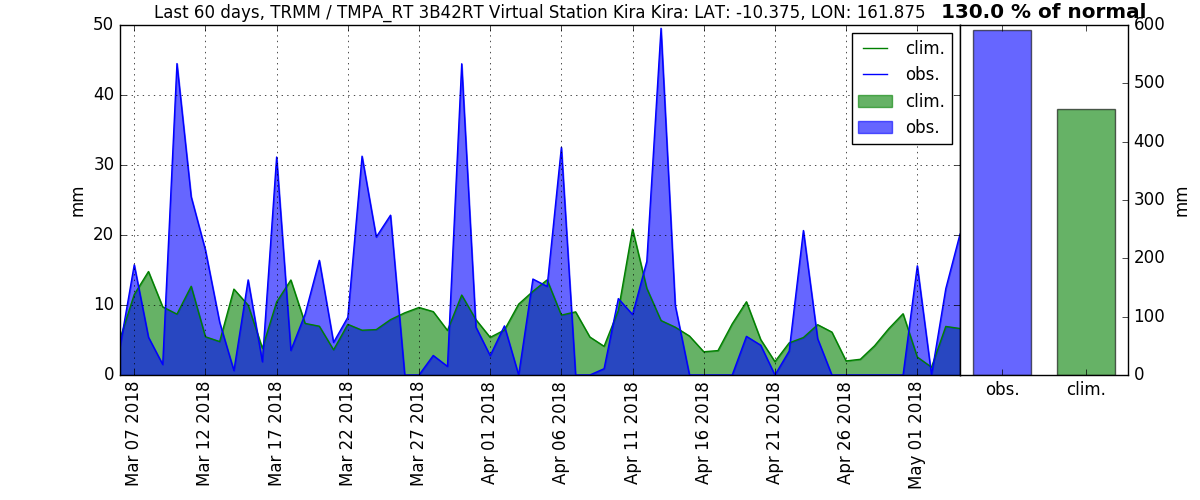 Last 60 days, TRMM / TMPA_RT 3B42RT Virtual Station Kira Kira: LAT: -10.375, LON: 161.875
130.0 % of normal
50
40
30
20
10
0
mm
clim.
obs.
clim.
obs.
600
500
400
300
200
100
0
mm
obs.
clim.
Mar 07 2018
Mar 12 2018
Mar 17 2018
Mar 22 2018
Mar 27 2018
Apr 01 2018
Apr 06 2018
Apr 11 2018
Apr 16 2018
Apr 21 2018
Apr 26 2018
May 01 2018